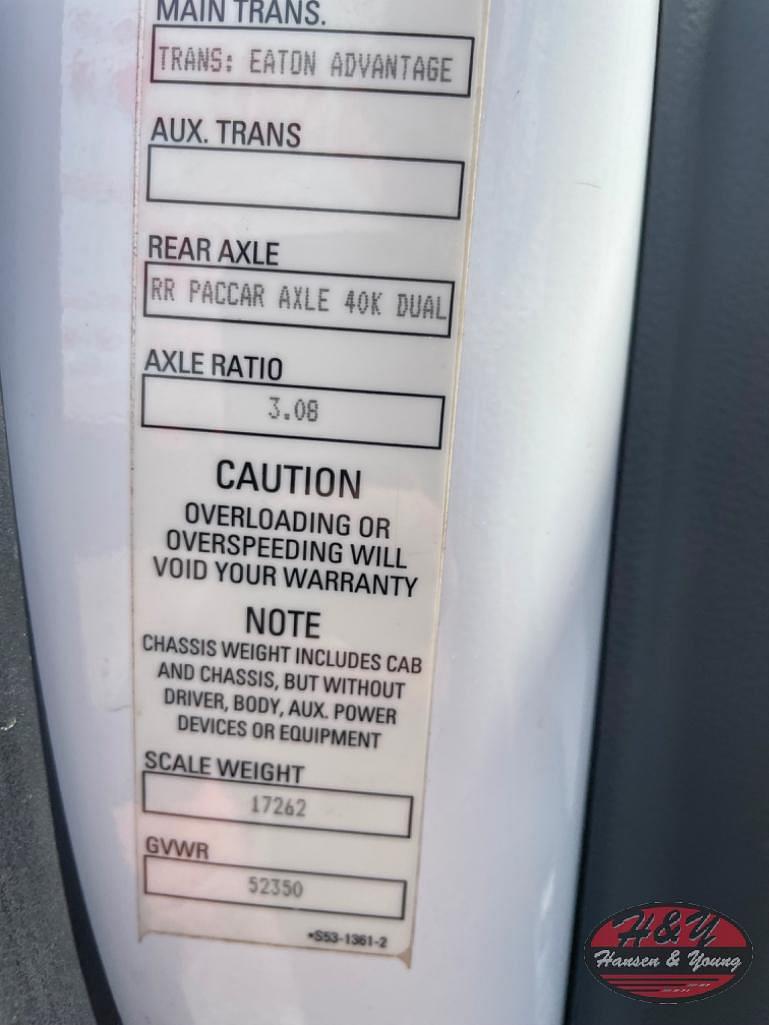 MAIN TRANS.
TRANS: EATON ADVANTAGE
AUX. TRANS
REAR AXLE
RR PACCAR AXLE 40K DUAL
AXLE RATIO
3.08
CAUTION
OVERLOADING OR
OVERSPEEDING WILL
VOID YOUR WARRANTY
NOTE
CHASSIS WEIGHT INCLUDES CAB
AND CHASSIS, BUT WITHOUT
DRIVER, BODY, AUX. POWER
DEVICES OR EQUIPMENT
SCALE WEIGHT
17262
GVWR
52350
•S53-1361-2
H&Y
Hansen & Young